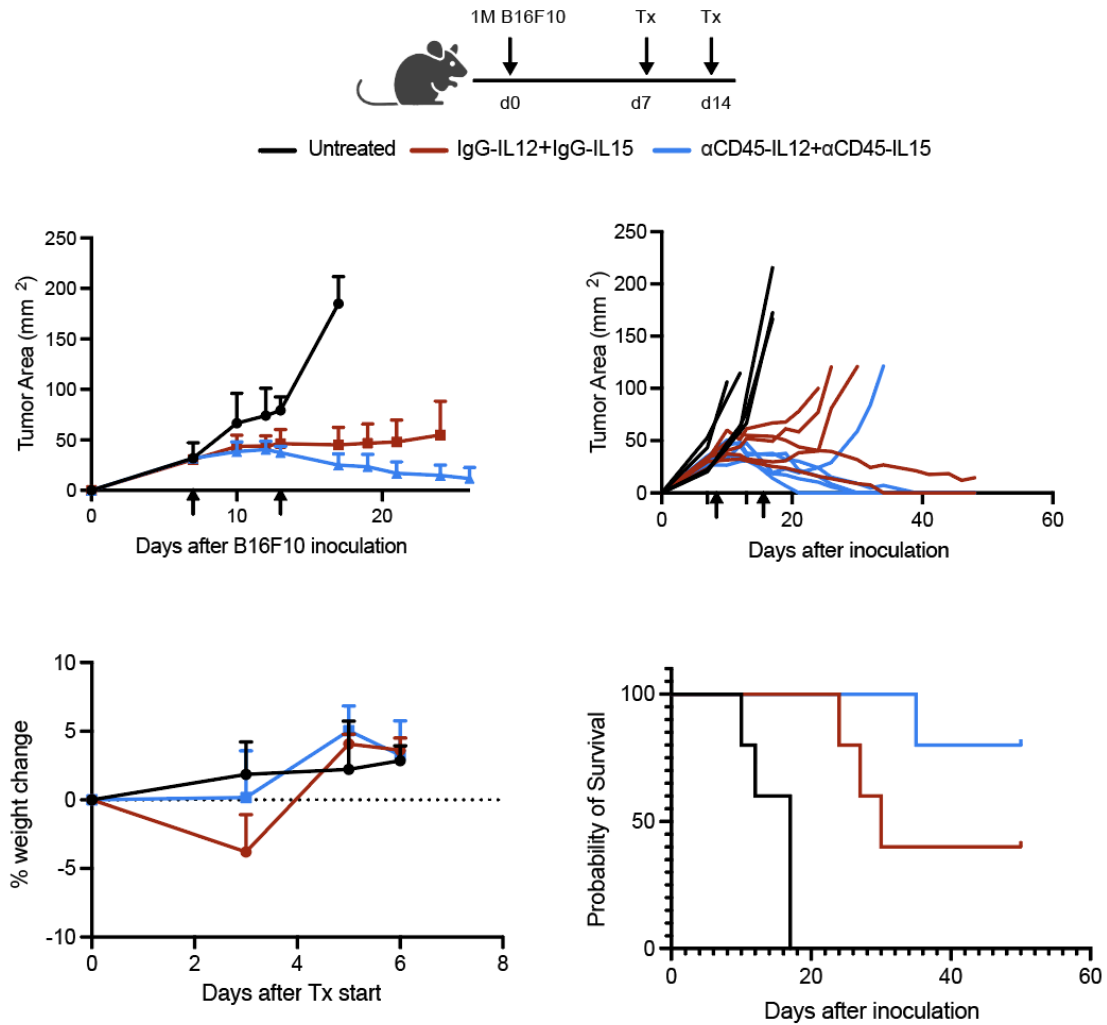 1M B16F10 Tx Tx
d0 d7 d14
Untreated IgG-IL12+IgG-IL15 αCD45-IL12+αCD45-IL15
Tumor Area (mm 2)
250
200
150
100
50
0
0 10 20
Days after B16F10 inoculation
Tumor Area (mm 2)
250
200
150
100
50
0
0 20 40 60
Days after inoculation
% weight change
10
5
0
-5
-10
0 2 4 6 8
Days after Tx start
Probability of Survival
100
50
0
0 20 40 60
Days after inoculation